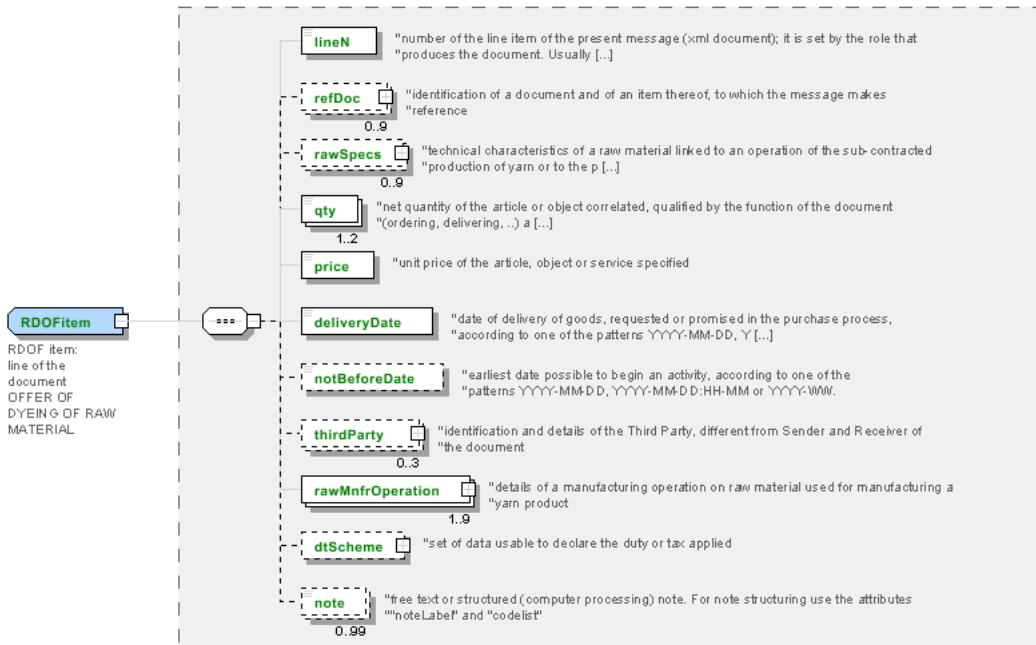 lineN
"number of the line item of the present message (xml document); it is set by the role that
"produces the document. Usually [...]
refDoc
"identification of a document and of an item thereof, to which the message makes
"reference
0..9
rawSpecs
"technical characteristics of a raw material linked to an operation of the sub-contracted
"production of yarn or to the p [...]
0..9
qty
"net quantity of the article or object correlated, qualified by the function of the document
"(ordering, delivering, ..) a [...]
1..2
price
"unit price of the article, object or service specified
RDOFitem
RDOF item:
line of the
document
OFFER OF
DYEING OF RAW
MATERIAL
deliveryDate
"date of delivery of goods, requested or promised in the purchase process,
"according to one of the patterns YYYY-MM-DD, Y [...]
notBeforeDate
"earliest date possible to begin an activity, according to one of the
"patterns YYYY-MM-DD, YYYY-MM-DD:HH-MM or YYYY-WW.
thirdParty
"identification and details of the Third Party, different from Sender and Receiver of
"the document
0..3
rawMnfrOperation
"details of a manufacturing operation on raw material used for manufacturing a
"yarn product
1..9
dtScheme
"set of data usable to declare the duty or tax applied
note
"free text or structured (computer processing) note. For note structuring use the attributes
""noteLabel" and "codelist"
0..99